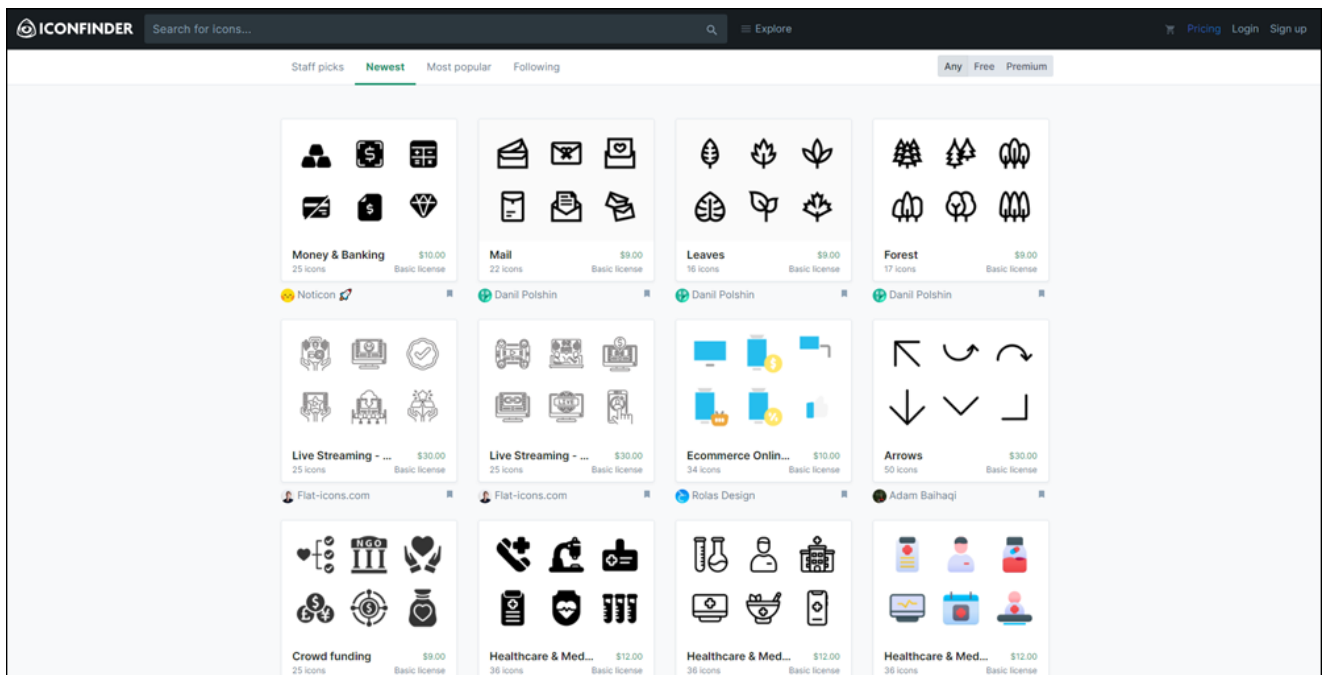 ICONFINDER Search for icons... Explore Pricing Login Sign up
Staff picks Newest Most popular Following Any Free Premium
Money & Banking $10.00
25 icons Basic license
Noticon 🚀
Mail $9.00
22 icons Basic license
Danil Polshin
Leaves $9.00
16 icons Basic license
Danil Polshin
Forest $9.00
17 icons Basic license
Danil Polshin
Live Streaming - ... $30.00
25 icons Basic license
Flat-icons.com
Live Streaming - ... $30.00
25 icons Basic license
Flat-icons.com
Ecommerce Onlin... $10.00
34 icons Basic license
Rolas Design
Arrows $30.00
50 icons Basic license
Adam Baihaqi
NGO
Crowd funding $9.00
25 icons Basic license
Healthcare & Med... $12.00
36 icons Basic license
Healthcare & Med... $12.00
36 icons Basic license
Healthcare & Med... $12.00
36 icons Basic license